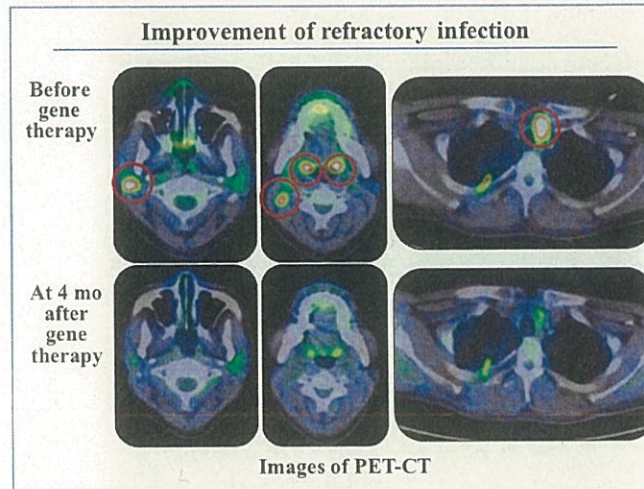 Improvement of refractory infection
Before
gene
therapy
At 4 mo
after
gene
therapy
Images of PET-CT